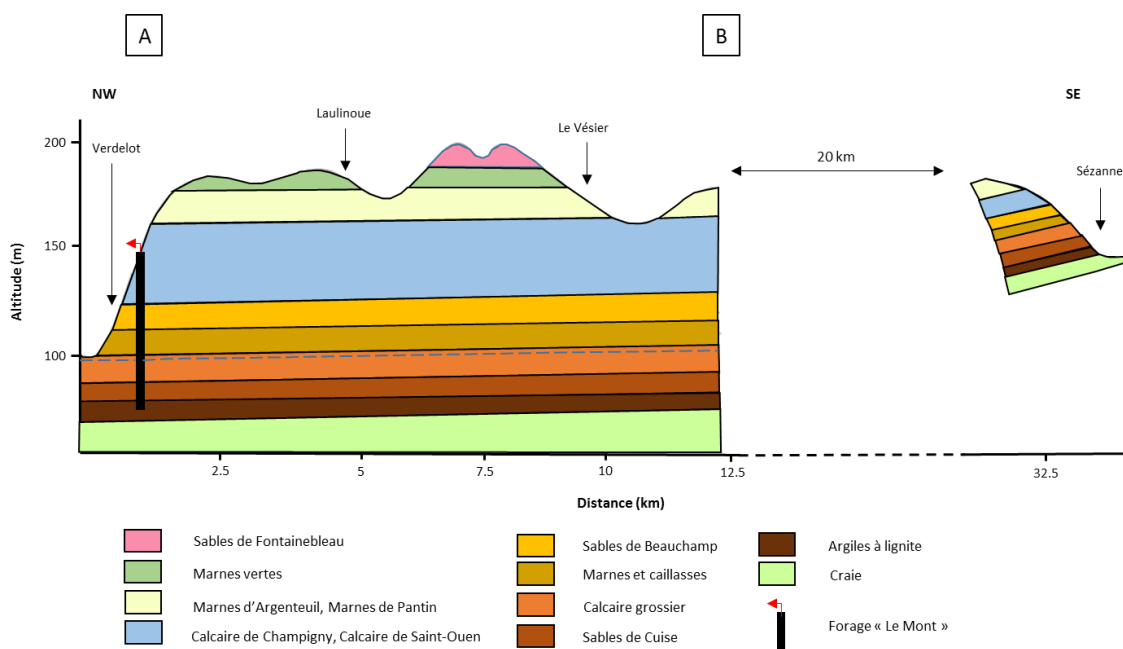 A
B
NW
SE
Laulinoue
Le Vésier
Verdelot
20 km
Sézanne
200
150
100
Altitude (m)
2.5
5
7.5
10
12.5
32.5
Distance (km)
Sables de Fontainebleau
Marnes vertes
Marnes d'Argenteuil, Marnes de Pantin
Calcaire de Champigny, Calcaire de Saint-Ouen
Sables de Beauchamp
Marnes et caillasses
Calcaire grossier
Sables de Cuise
Argiles à lignite
Craie
Forage « Le Mont »